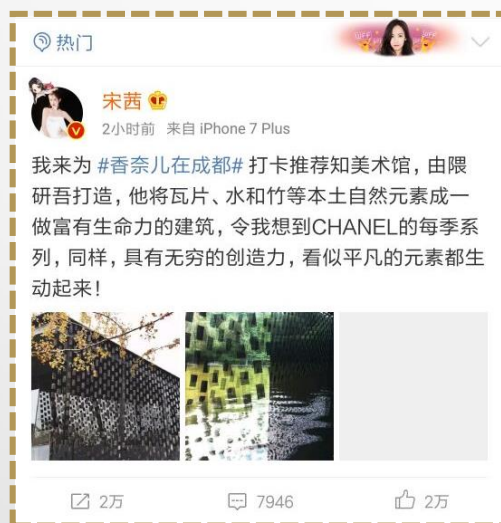 热门
宋茜
2小时前 来自 iPhone 7 Plus
我来为 #香奈儿在成都# 打卡推荐知美术馆，由隈
研吾打造，他将瓦片、水和竹等本土自然元素成一
做富有生命力的建筑，令我想到CHANEL的每季系
列，同样，具有无穷的创造力，看似平凡的元素都生
动起来！
2万 7946 2万